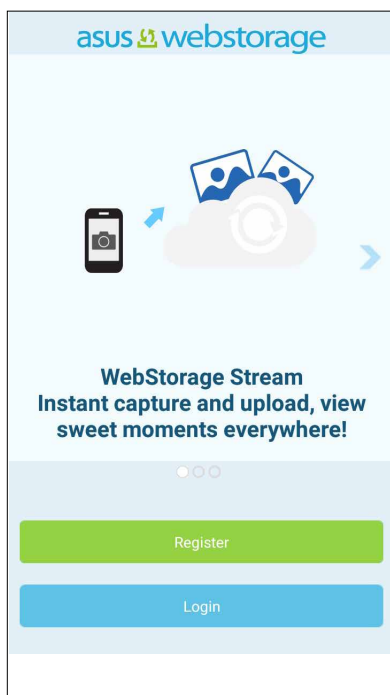 asus webstorage
WebStorage Stream
Instant capture and upload, view
sweet moments everywhere!
Register
Login